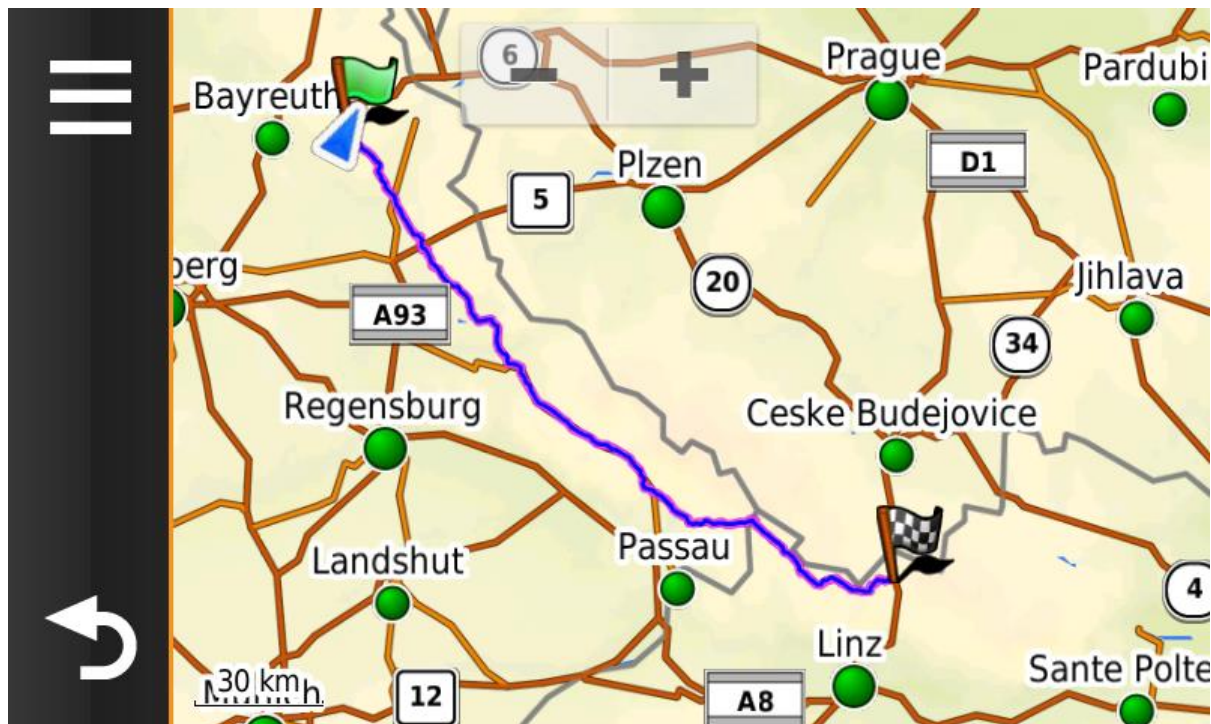 6
Prague
Pardubi
Bayreuth
Plzen
D1
5
berg
20
Jihlava
A93
34
Regensburg
Ceske Budejovice
Landshut
Passau
4
Linz
Sante Polte
30 km
12
A8